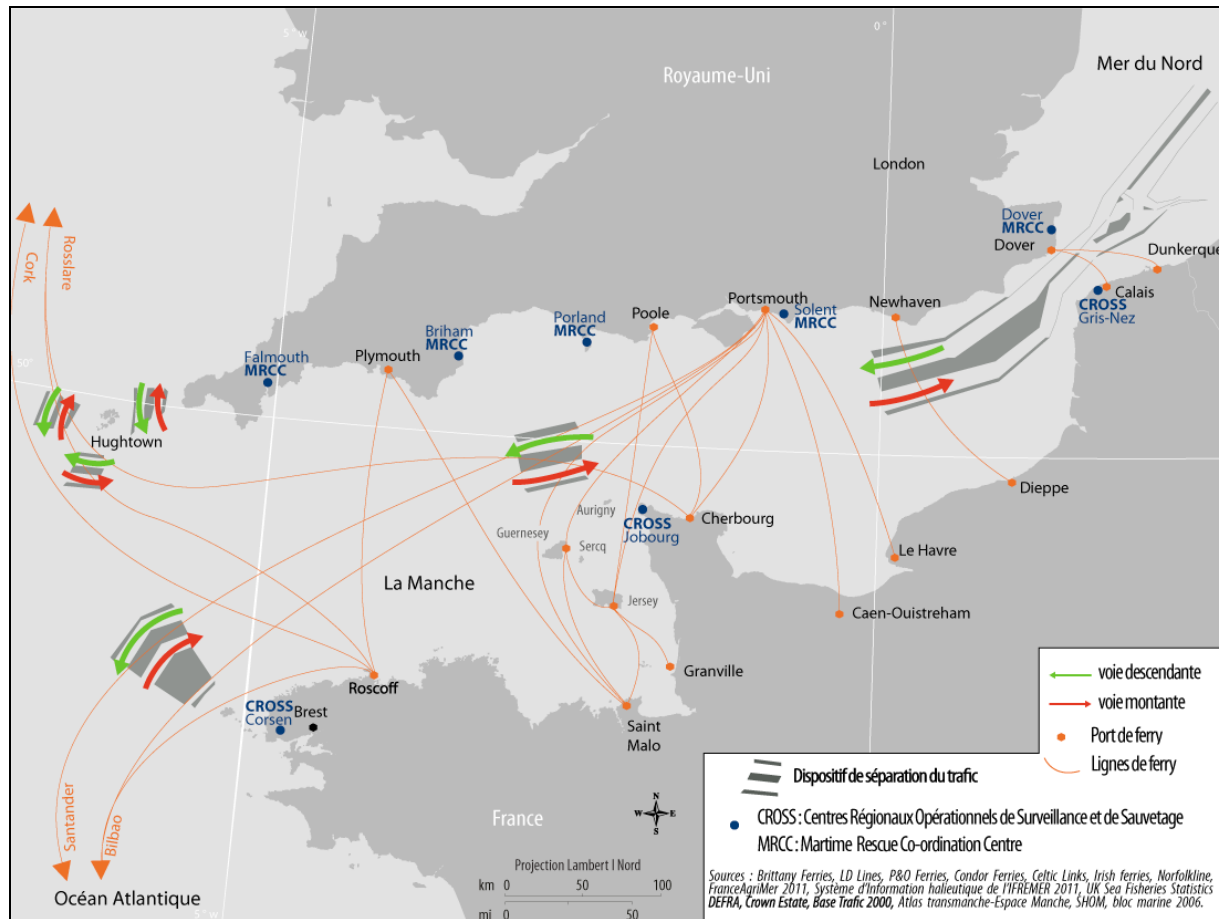 5° w
0°
Royaume-Uni
Mer du Nord
London
Dover
MRCC
Dover
Dunkerque
Calais
CROSS
Gris-Nez
Cork
Rosslare
50°
Falmouth
MRCC
Plymouth
Briham
MRCC
Porland
MRCC
Poole
Portsmouth
Solent
MRCC
Newhaven
Hughtown
Dieppe
Aurigny
CROSS
Jobourg
Cherbourg
Guernesey
Sercq
Le Havre
La Manche
Jersey
Caen-Ouistreham
Granville
Roscoff
CROSS
Corsen
Brest
Saint
Malo
Santander
Bilbao
France
Océan Atlantique
5° w
N
W E
S
Projection Lambert I Nord
km 0 50 100
mi 0 50
voie descendante
voie montante
Port de ferry
Lignes de ferry
Dispositif de séparation du trafic
CROSS : Centres Régionaux Opérationnels de Surveillance et de Sauvetage
MRCC : Martime Rescue Co-ordination Centre
Sources : Brittany Ferries, LD Lines, P&O Ferries, Condor Ferries, Celtic Links, Irish ferries, Norfolkline,
FranceAgriMer 2011, Système d'Information halieutique de l'IFREMER 2011, UK Sea Fisheries Statistics
DEFRA, Crown Estate, Base Trafic 2000, Atlas transmanche-Espace Manche, SHOM, bloc marine 2006.